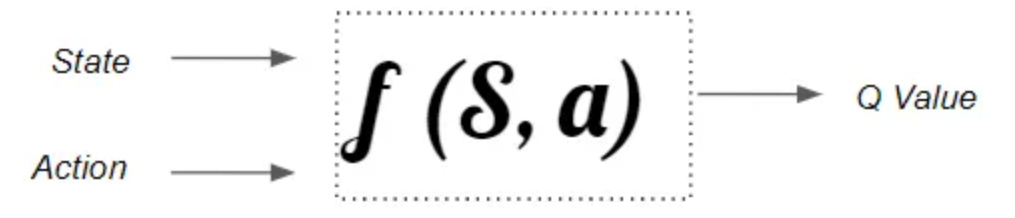 State
Action
f (S, a)
Q Value